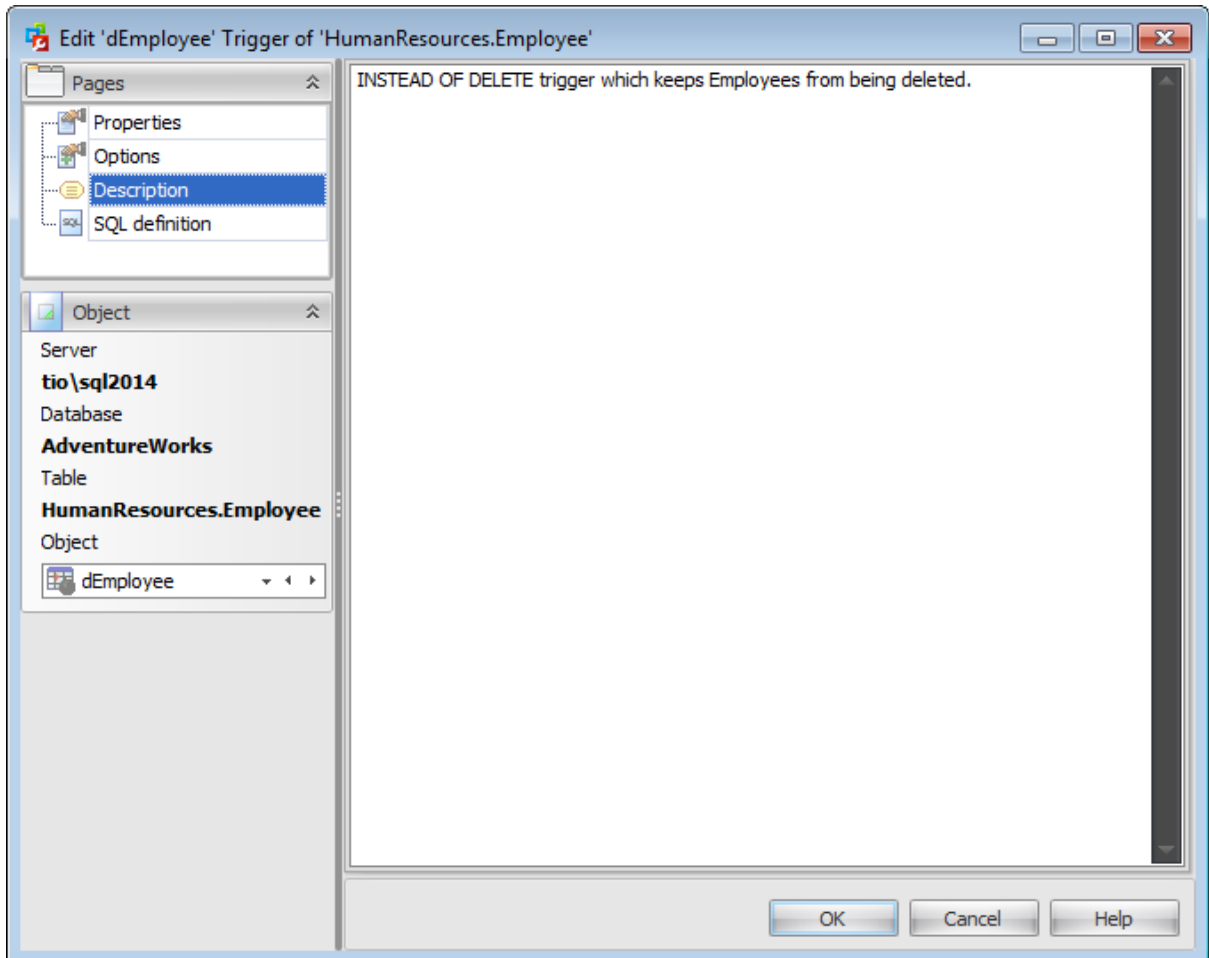 Edit 'dEmployee' Trigger of 'HumanResources.Employee'
Pages
Properties
Options
Description
SQL definition
Object
Server
tio\sql2014
Database
AdventureWorks
Table
HumanResources.Employee
Object
dEmployee
INSTEAD OF DELETE trigger which keeps Employees from being deleted.
OK
Cancel
Help